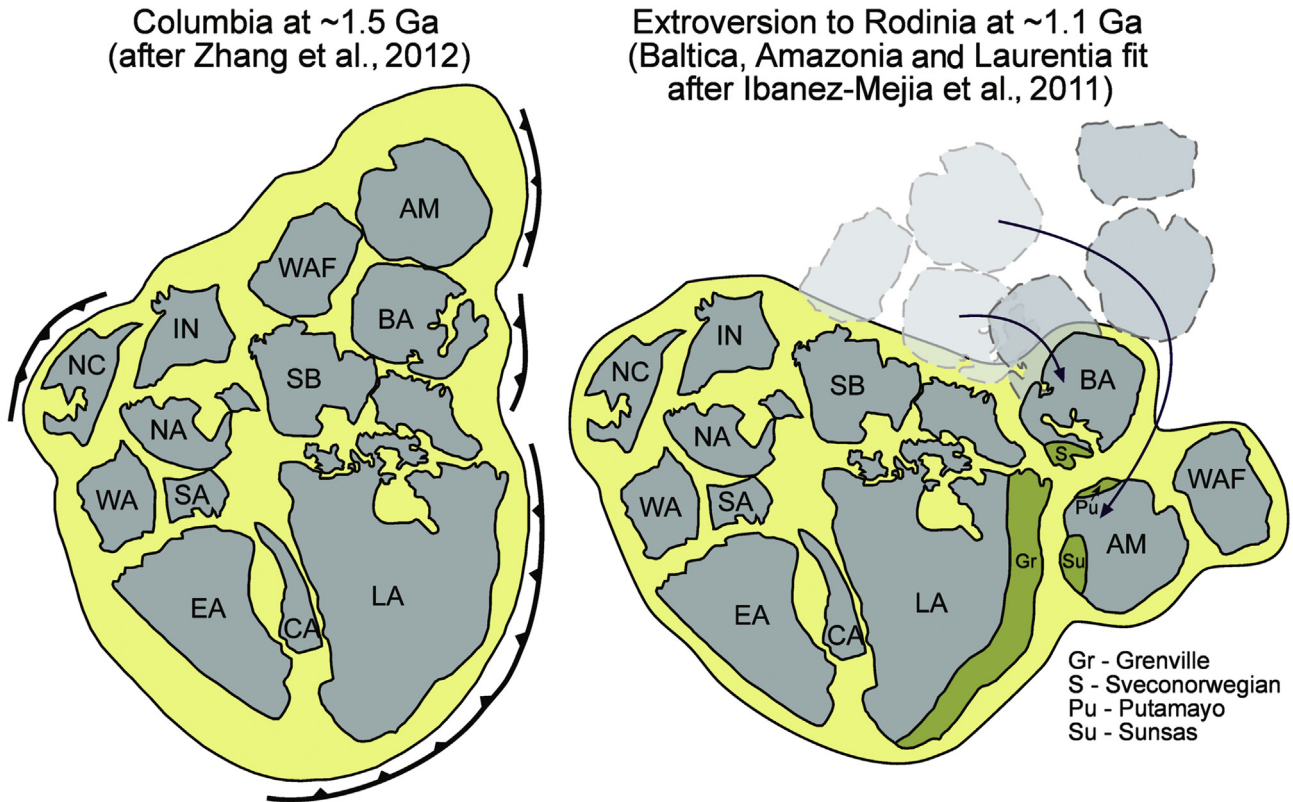 Columbia at ~1.5 Ga
(after Zhang et al., 2012)
AM
WAF
BA
IN
NC
SB
NA
WA
SA
EA
CA
LA
Extroversion to Rodinia at ~1.1 Ga
(Baltica, Amazonia and Laurentia fit
after Ibanez-Mejia et al., 2011)
IN
NC
SB
BA
NA
S
WA
SA
WAF
Pu
AM
Su
Gr
LA
EA
CA
Gr - Grenville
S - Sveconorwegian
Pu - Putamayo
Su - Sunsas